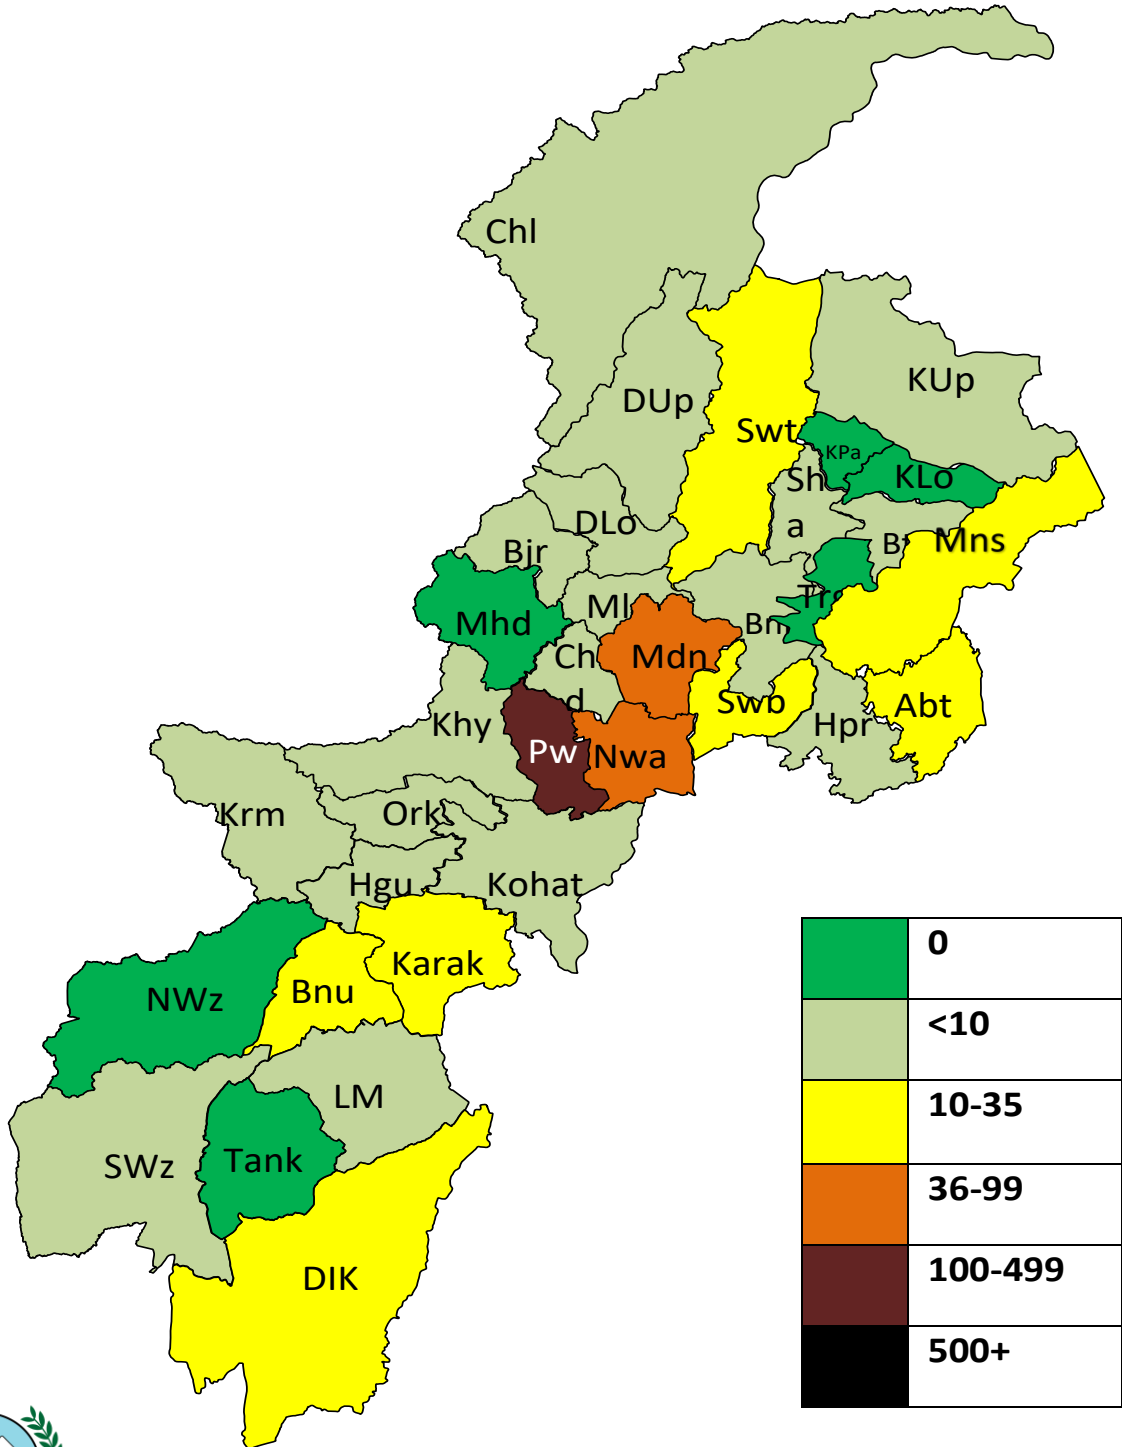 Chl
KUp
DUp
Swt
KPa
KLo
Sh
a
DLo
Mns
Bjr
Ml
Mhd
Bn
Ch
d
Mdn
Swb
Abt
Hpr
Khy
Pw
Nwa
Krm
Ork
Hgu
Kohat
Karak
NWz
Bnu
LM
SWz
Tank
DIK
0
<10
10-35
36-99
100-499
500+